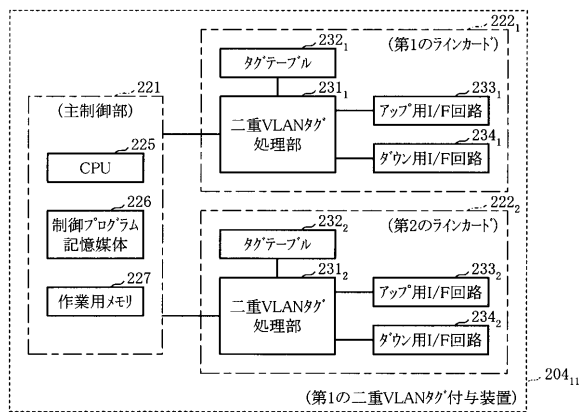 221
(主制御部)
225
CPU
226
制御プログラム
記憶媒体
227
作業用メモリ
222₁
(第1のラインカード)
232₁
タグテーブル
231₁
二重VLANタグ
処理部
233₁
アップ用I/F回路
234₁
ダウン用I/F回路
222₂
(第2のラインカード)
232₂
タグテーブル
231₂
二重VLANタグ
処理部
233₂
アップ用I/F回路
234₂
ダウン用I/F回路
204₁₁
(第1の二重VLANタグ付与装置)